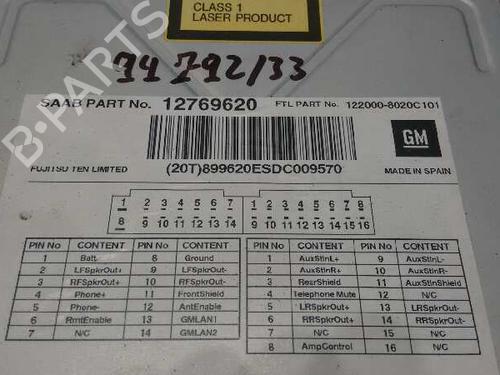 CLASS 1
LASER PRODUCT
94 792/33
SAAB PART No. 12769620 FTL PART No. 122000-8020C101
GM
FUJITSU TEN LIMITED (20T)899620ESDC009570 MADE IN SPAIN
1 2 3 4 5 6 7 1 2 3 4 5 6 7 8
8 9 10 11 12 13 14 9 10 11 12 13 14 15 16
PIN No CONTENT PIN No CONTENT PIN No CONTENT PIN No CONTENT
1 Batt 8 Ground 1 AuxStInL+ 9 AuxStInL-
2 LFSpkrOut+ 9 LFSpkrOut- 2 AuxStInR+ 10 AuxStInR-
3 RFSpkrOut+ 10 RFSpkrOut- 3 RearShield 11 AuxStInShield
4 Phone+ 11 FrontShield 4 Telephone Mute 12 N/C
5 Phone- 12 AntEnable 5 LRSpkrOut+ 13 LRSpkrOut-
6 RmtEnable 13 GMLAN1 6 RRSpkrOut+ 14 RRSpkrOut-
7 N/C 14 GMLAN2 7 N/C 15 N/C
8 AmpControl 16 N/C
B-PARTS